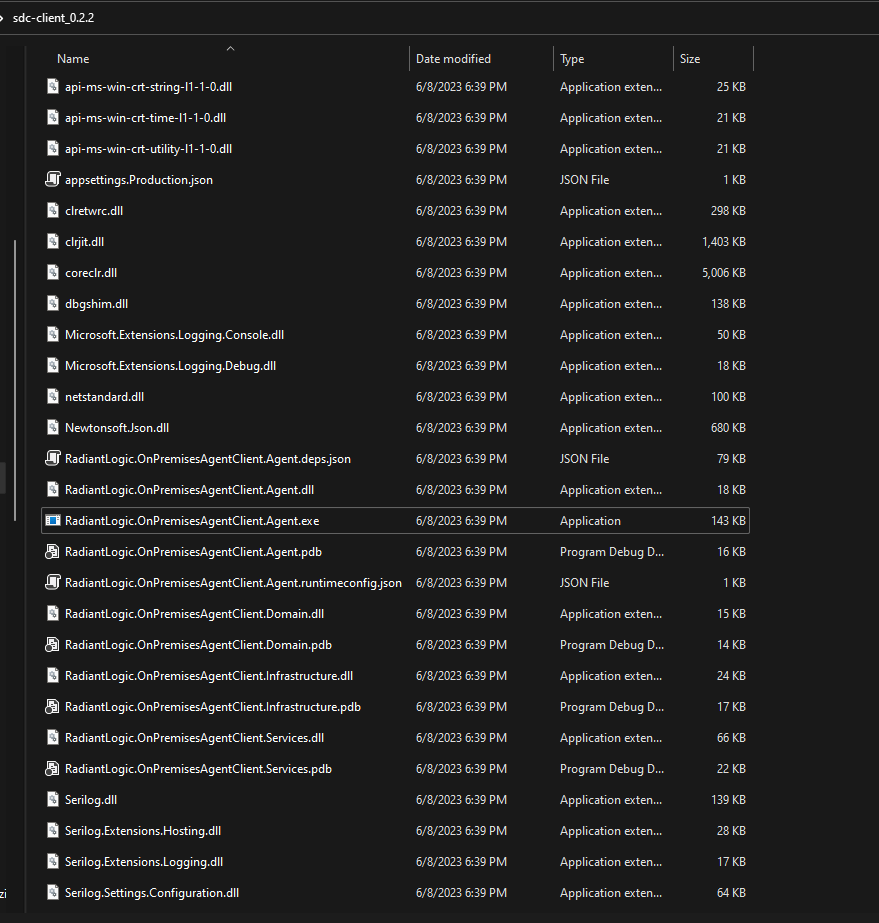 sdc-client_0.2.2
Name Date modified Type Size
api-ms-win-crt-string-l1-1-0.dll 6/8/2023 6:39 PM Application exten... 25 KB
api-ms-win-crt-time-l1-1-0.dll 6/8/2023 6:39 PM Application exten... 21 KB
api-ms-win-crt-utility-l1-1-0.dll 6/8/2023 6:39 PM Application exten... 21 KB
appsettings.Production.json 6/8/2023 6:39 PM JSON File 1 KB
clretwrc.dll 6/8/2023 6:39 PM Application exten... 298 KB
clrjit.dll 6/8/2023 6:39 PM Application exten... 1,403 KB
coreclr.dll 6/8/2023 6:39 PM Application exten... 5,006 KB
dbgshim.dll 6/8/2023 6:39 PM Application exten... 138 KB
Microsoft.Extensions.Logging.Console.dll 6/8/2023 6:39 PM Application exten... 50 KB
Microsoft.Extensions.Logging.Debug.dll 6/8/2023 6:39 PM Application exten... 18 KB
netstandard.dll 6/8/2023 6:39 PM Application exten... 100 KB
Newtonsoft.Json.dll 6/8/2023 6:39 PM Application exten... 680 KB
RadiantLogic.OnPremisesAgentClient.Agent.deps.json 6/8/2023 6:39 PM JSON File 79 KB
RadiantLogic.OnPremisesAgentClient.Agent.dll 6/8/2023 6:39 PM Application exten... 18 KB
RadiantLogic.OnPremisesAgentClient.Agent.exe 6/8/2023 6:39 PM Application 143 KB
RadiantLogic.OnPremisesAgentClient.Agent.pdb 6/8/2023 6:39 PM Program Debug D... 16 KB
RadiantLogic.OnPremisesAgentClient.Agent.runtimeconfig.json 6/8/2023 6:39 PM JSON File 1 KB
RadiantLogic.OnPremisesAgentClient.Domain.dll 6/8/2023 6:39 PM Application exten... 15 KB
RadiantLogic.OnPremisesAgentClient.Domain.pdb 6/8/2023 6:39 PM Program Debug D... 14 KB
RadiantLogic.OnPremisesAgentClient.Infrastructure.dll 6/8/2023 6:39 PM Application exten... 24 KB
RadiantLogic.OnPremisesAgentClient.Infrastructure.pdb 6/8/2023 6:39 PM Program Debug D... 17 KB
RadiantLogic.OnPremisesAgentClient.Services.dll 6/8/2023 6:39 PM Application exten... 66 KB
RadiantLogic.OnPremisesAgentClient.Services.pdb 6/8/2023 6:39 PM Program Debug D... 22 KB
Serilog.dll 6/8/2023 6:39 PM Application exten... 139 KB
Serilog.Extensions.Hosting.dll 6/8/2023 6:39 PM Application exten... 28 KB
Serilog.Extensions.Logging.dll 6/8/2023 6:39 PM Application exten... 17 KB
zi Serilog.Settings.Configuration.dll 6/8/2023 6:39 PM Application exten... 64 KB